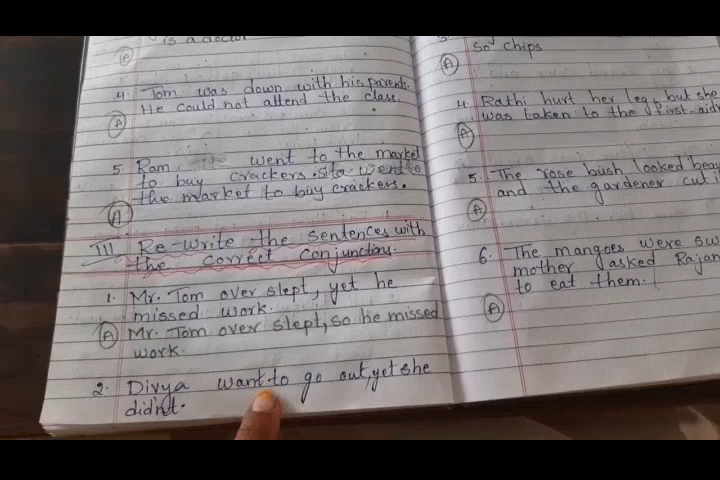 is a doctor
A
4. Tom was down with his parents.
He could not attend the class.
A
5. Ram went to the market
to buy crackers. Sita went to
the market to buy crackers.
A
III Re-write the sentences with
the correct conjunctions.
1. Mr. Tom over slept, yet he
missed work.
A Mr. Tom over slept, so he missed
work.
2. Divya want to go out, yet she
didn't.
so chips
A
4. Rathi hurt her leg, but she
was taken to the first-aid
A
5. The rose bush looked
and the gardener cut
A
6. The mangoes were
mother asked Rajan
to eat them.
A